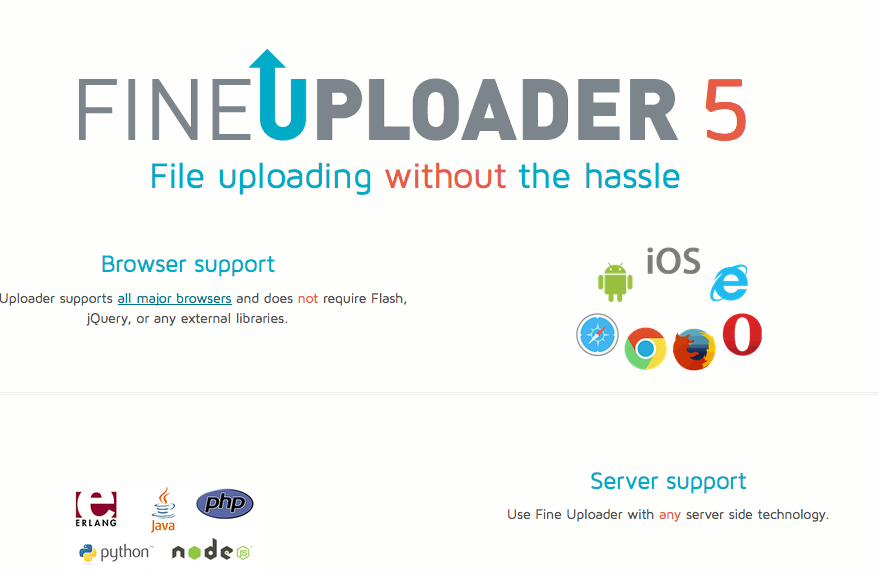 FINEUPLOADER 5
File uploading without the hassle
Browser support
iOS
Uploader supports all major browsers and does not require Flash,
jQuery, or any external libraries.
Server support
Use Fine Uploader with any server side technology.
e
ERLANG
Java
php
python™
node
JS